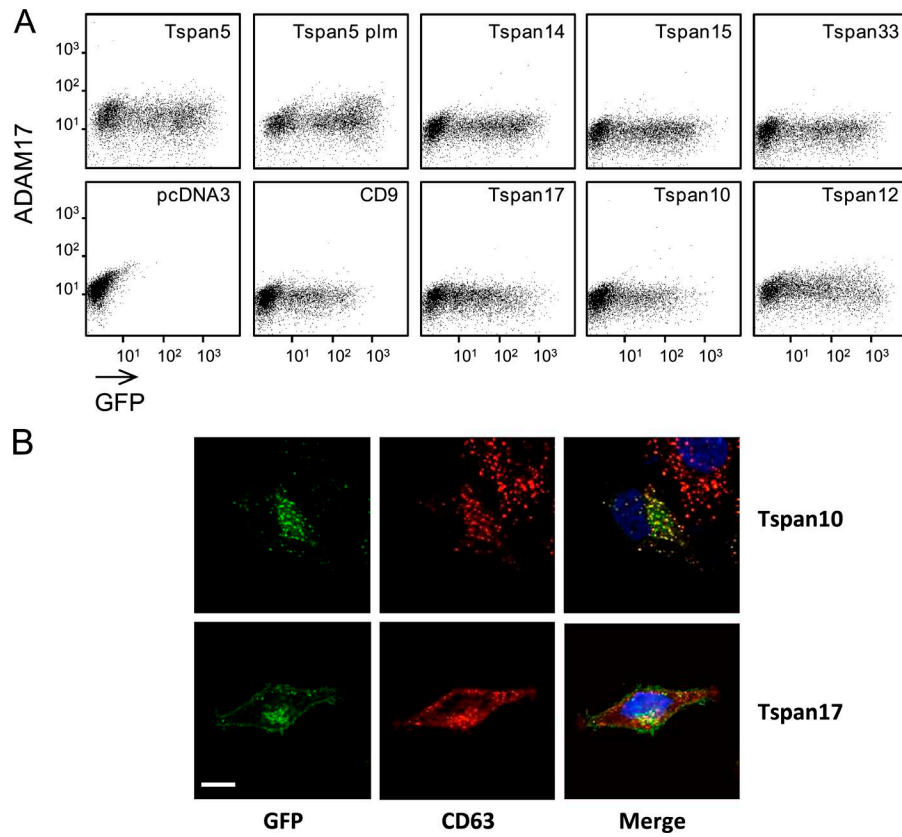 A
Tspan5
Tspan5 plm
Tspan14
Tspan15
Tspan33
10³
10²
10¹
ADAM17
pcDNA3
CD9
Tspan17
Tspan10
Tspan12
10³
10²
10¹
10¹ 10² 10³
10¹ 10² 10³
10¹ 10² 10³
10¹ 10² 10³
10¹ 10² 10³
GFP
B
Tspan10
Tspan17
GFP
CD63
Merge